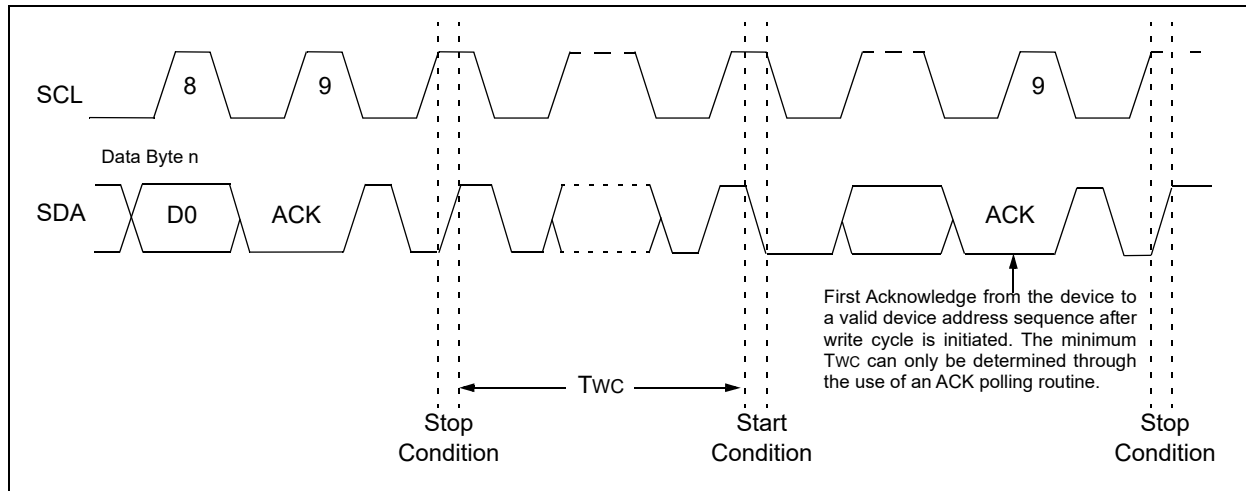 SCL
8
9
9
Data Byte n
SDA
D0
ACK
ACK
First Acknowledge from the device to
a valid device address sequence after
write cycle is initiated. The minimum
TWC can only be determined through
the use of an ACK polling routine.
TWC
Stop
Condition
Start
Condition
Stop
Condition